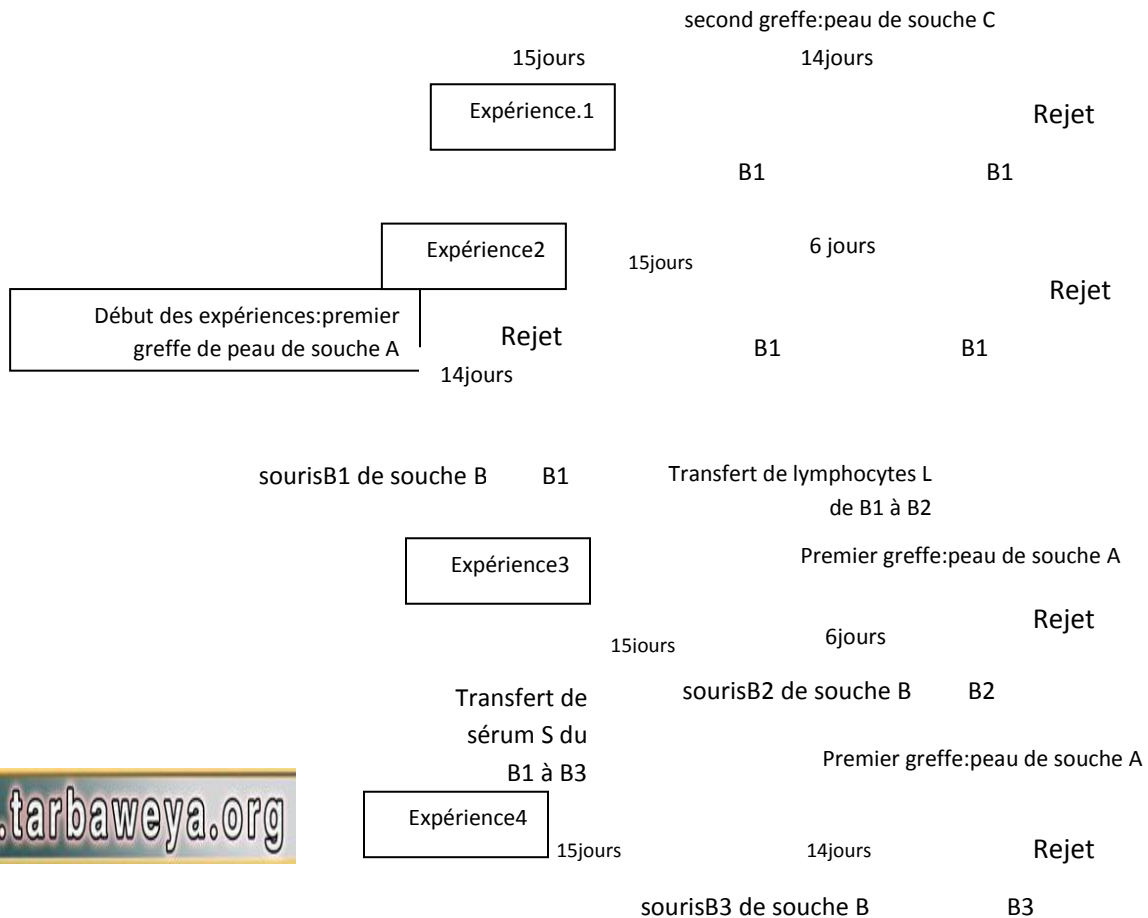 second greffe:peau de souche C
15jours
14jours
Expérience.1
Rejet
B1
B1
Expérience2
6 jours
15jours
Rejet
Début des expériences:premier
greffe de peau de souche A
Rejet
B1
B1
14jours
sourisB1 de souche B
B1
Transfert de lymphocytes L
de B1 à B2
Expérience3
Premier greffe:peau de souche A
Rejet
6jours
15jours
sourisB2 de souche B
B2
Transfert de
sérum S du
B1 à B3
Premier greffe:peau de souche A
.tarbaweya.org
Expérience4
15jours
14jours
Rejet
sourisB3 de souche B
B3